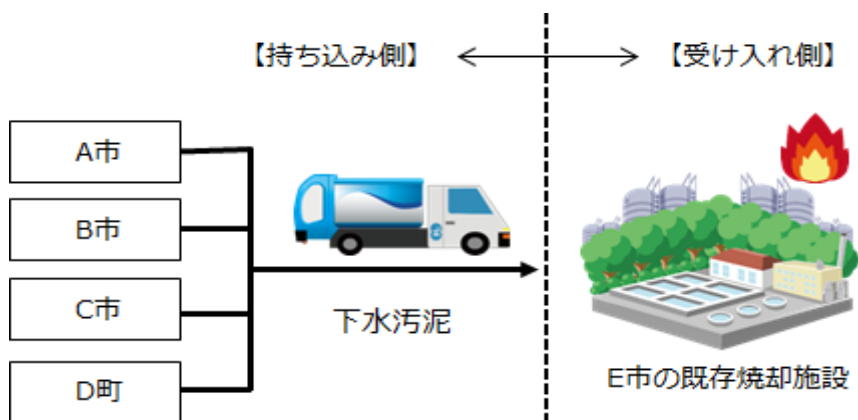 【持ち込み側】
【受け入れ側】
A市
B市
C市
D町
下水汚泥
E市の既存焼却施設